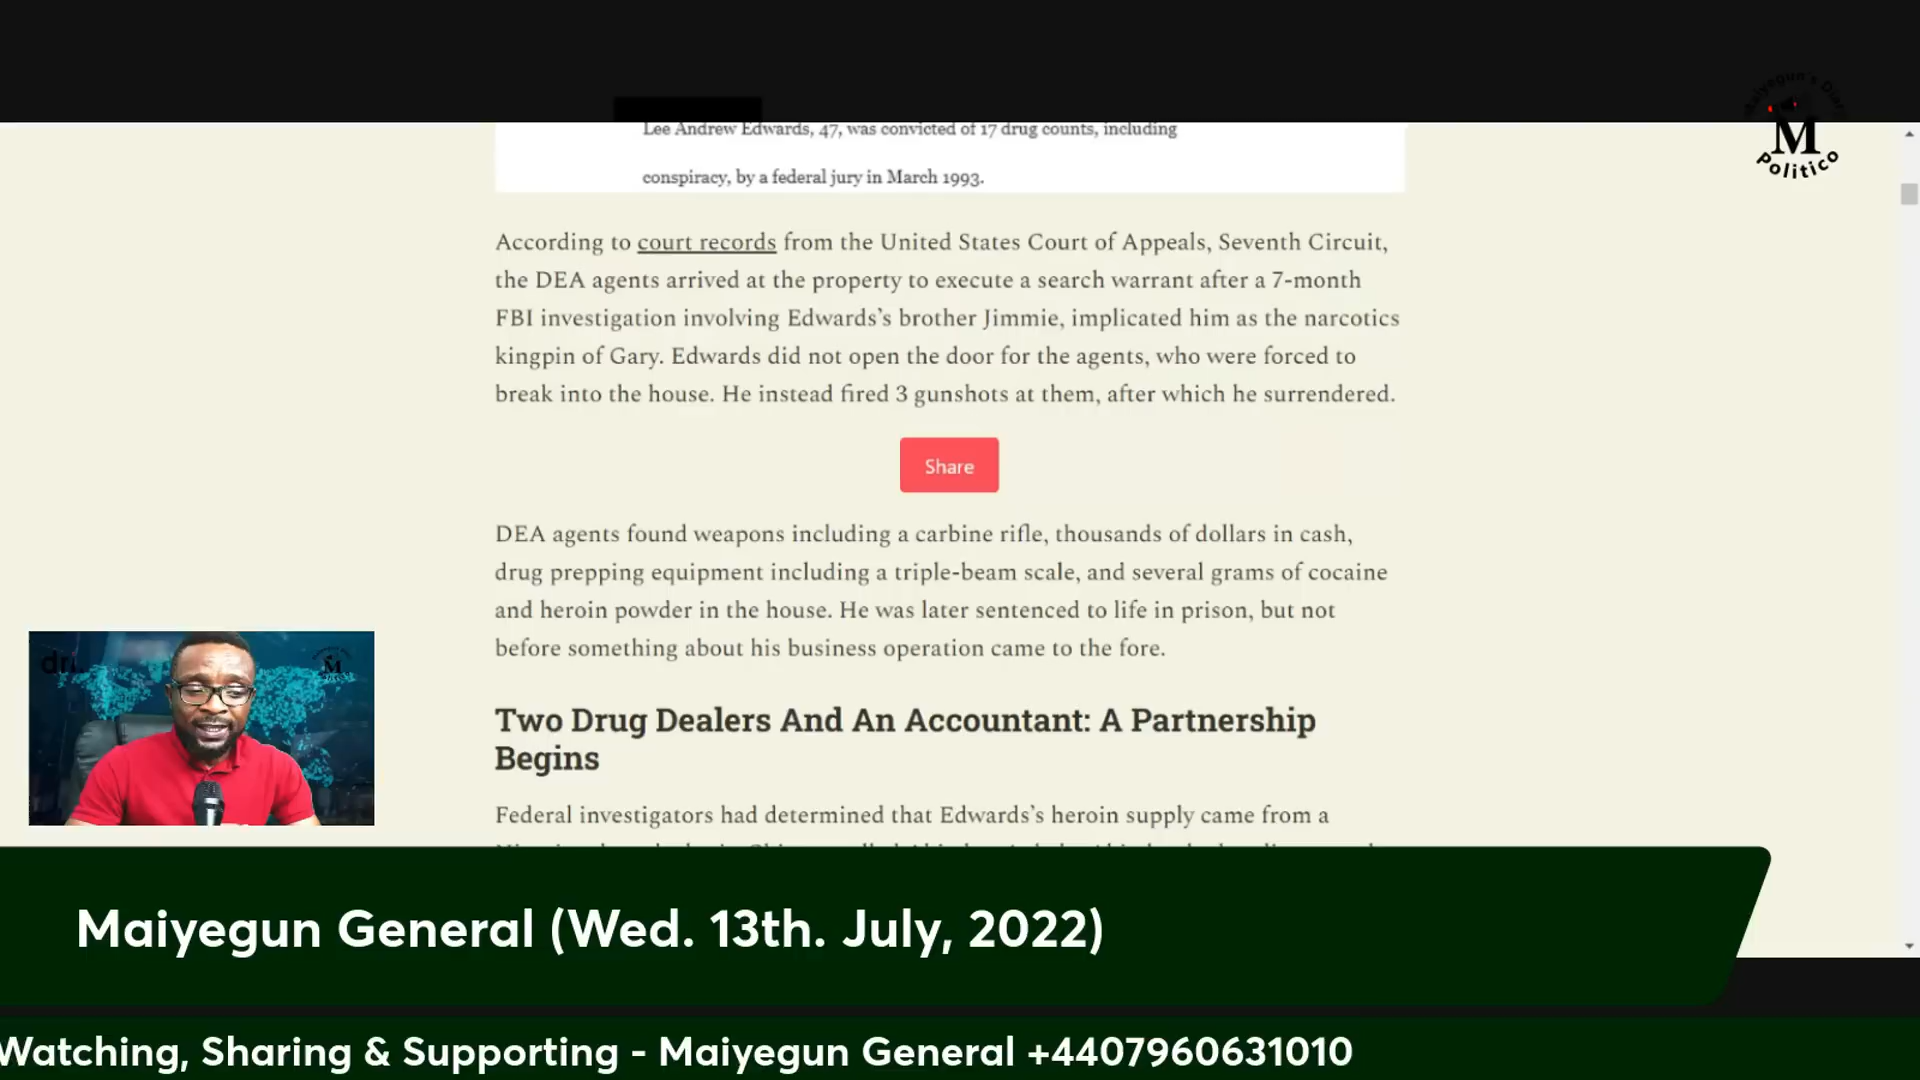 Maiyegun's Diary
M
Politico
Lee Andrew Edwards, 47, was convicted of 17 drug counts, including
conspiracy, by a federal jury in March 1993.
According to court records from the United States Court of Appeals, Seventh Circuit,
the DEA agents arrived at the property to execute a search warrant after a 7-month
FBI investigation involving Edwards’s brother Jimmie, implicated him as the narcotics
kingpin of Gary. Edwards did not open the door for the agents, who were forced to
break into the house. He instead fired 3 gunshots at them, after which he surrendered.
Share
DEA agents found weapons including a carbine rifle, thousands of dollars in cash,
drug prepping equipment including a triple-beam scale, and several grams of cocaine
and heroin powder in the house. He was later sentenced to life in prison, but not
before something about his business operation came to the fore.
Two Drug Dealers And An Accountant: A Partnership
Begins
Federal investigators had determined that Edwards’s heroin supply came from a
M
Maiyegun General (Wed. 13th. July, 2022)
Watching, Sharing & Supporting - Maiyegun General +4407960631010